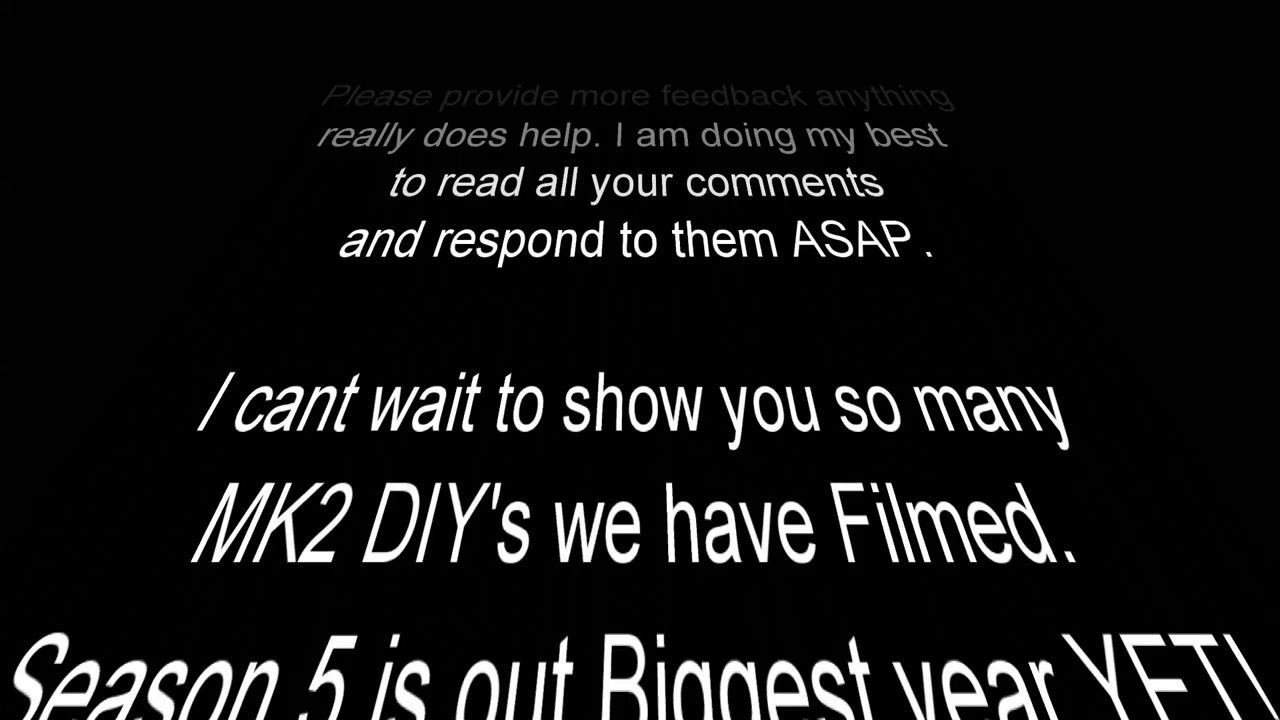 Please provide more feedback anything
really does help. I am doing my best
to read all your comments
and respond to them ASAP .
I cant wait to show you so many
MK2 DIY's we have Filmed.
Season 5 is out Biggest year YET!